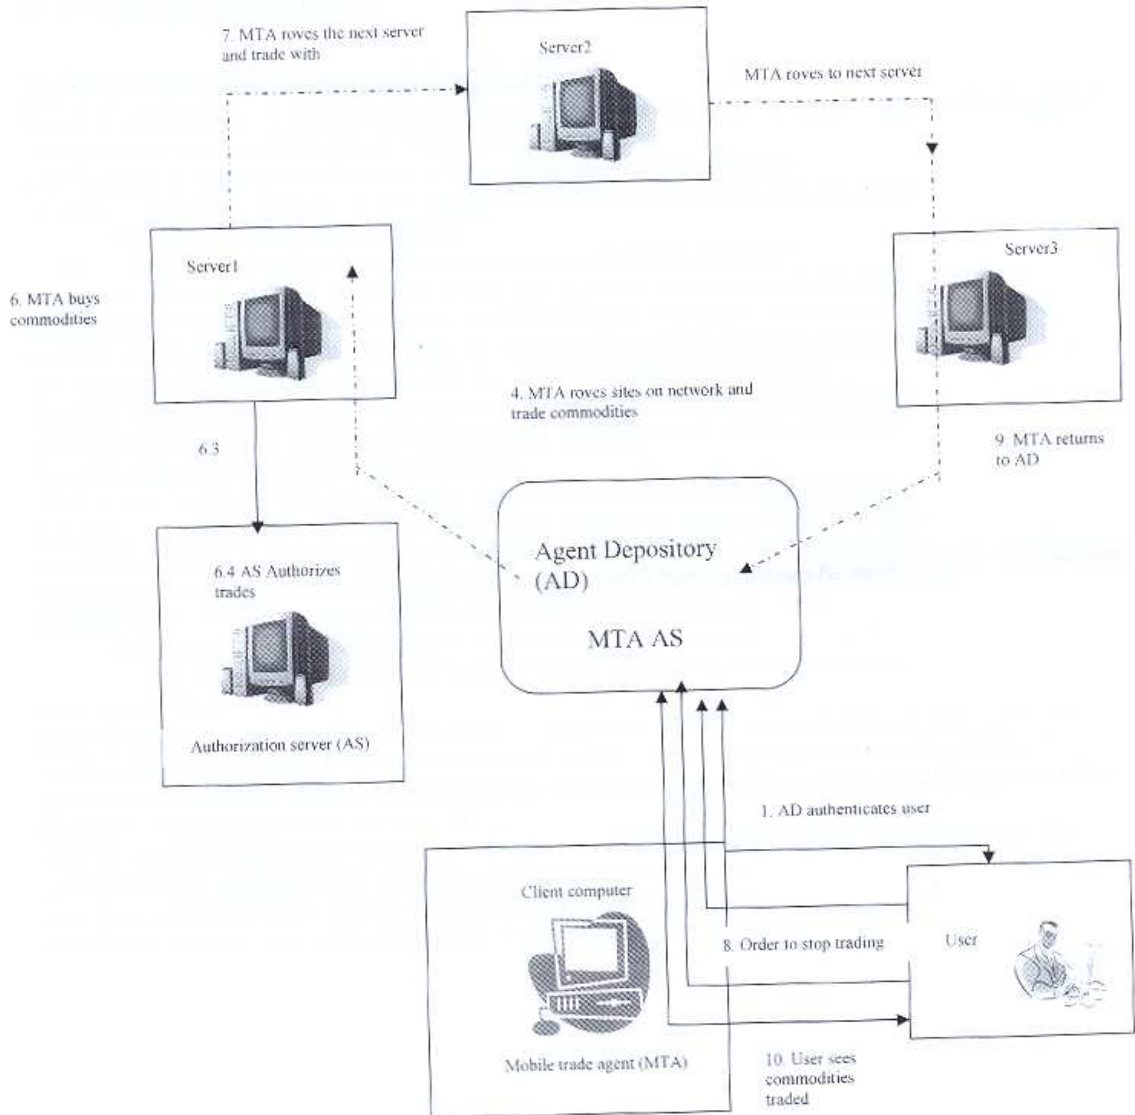 7. MTA roves the next server
and trade with
Server2
MTA roves to next server
Server1
Server3
6. MTA buys
commodities
4. MTA roves sites on network and
trade commodities
9 MTA returns
to AD
6.3
Agent Depository
(AD)
MTA AS
6.4 AS Authorizes
trades
Authorization server (AS)
1. AD authenticates user
Client computer
8. Order to stop trading
User
Mobile trade agent (MTA)
10. User sees
commodities
traded